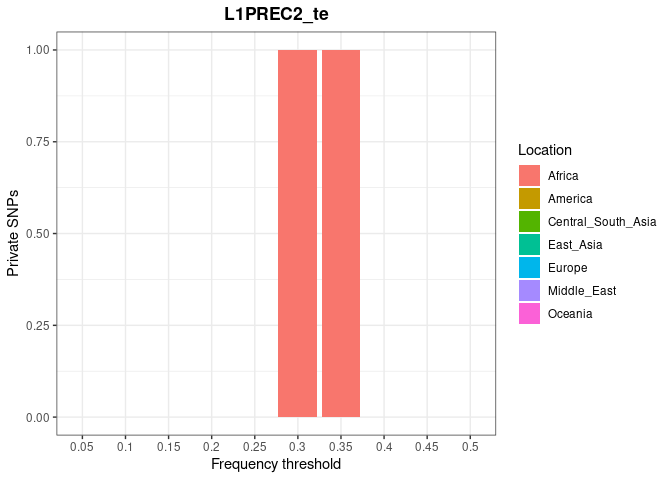 L1PREC2_te
Private SNPs
1.00
0.75
0.50
0.25
0.00
0.05 0.1 0.15 0.2 0.25 0.3 0.35 0.4 0.45 0.5
Frequency threshold
Location
Africa
America
Central_South_Asia
East_Asia
Europe
Middle_East
Oceania